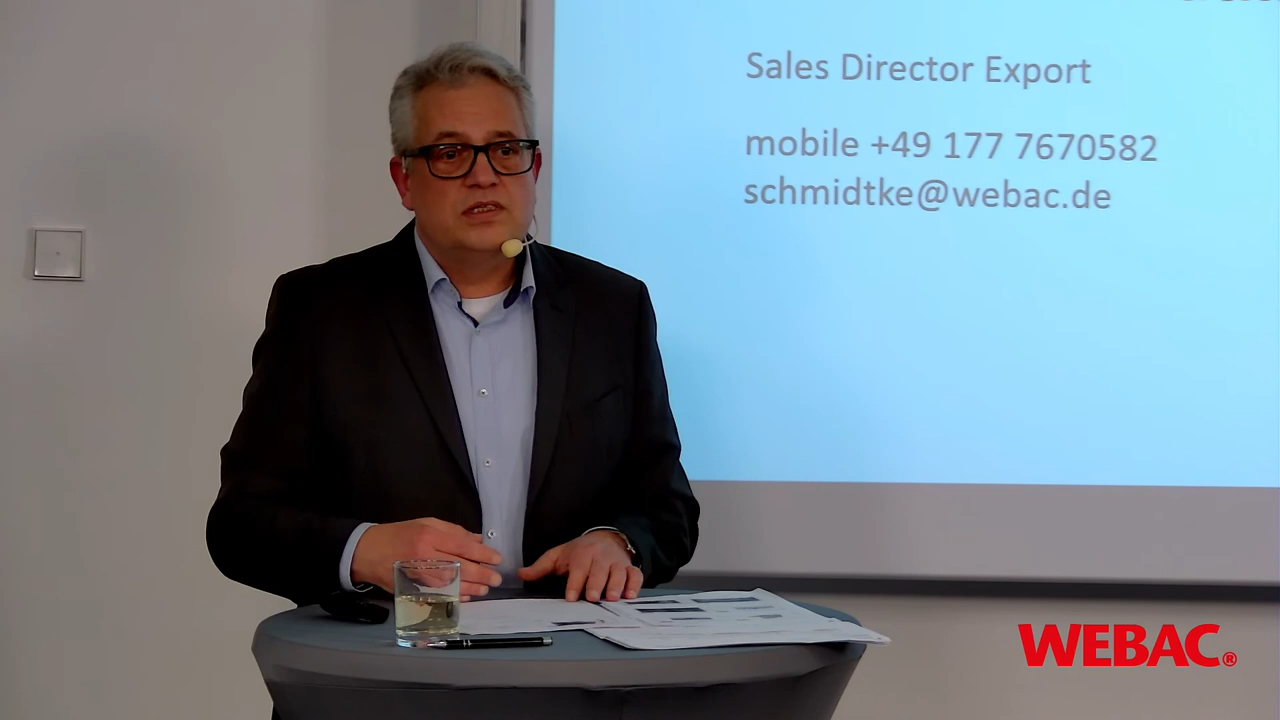 Sales Director Export
mobile +49 177 7670582
schmidtke@webac.de
WEBAC®